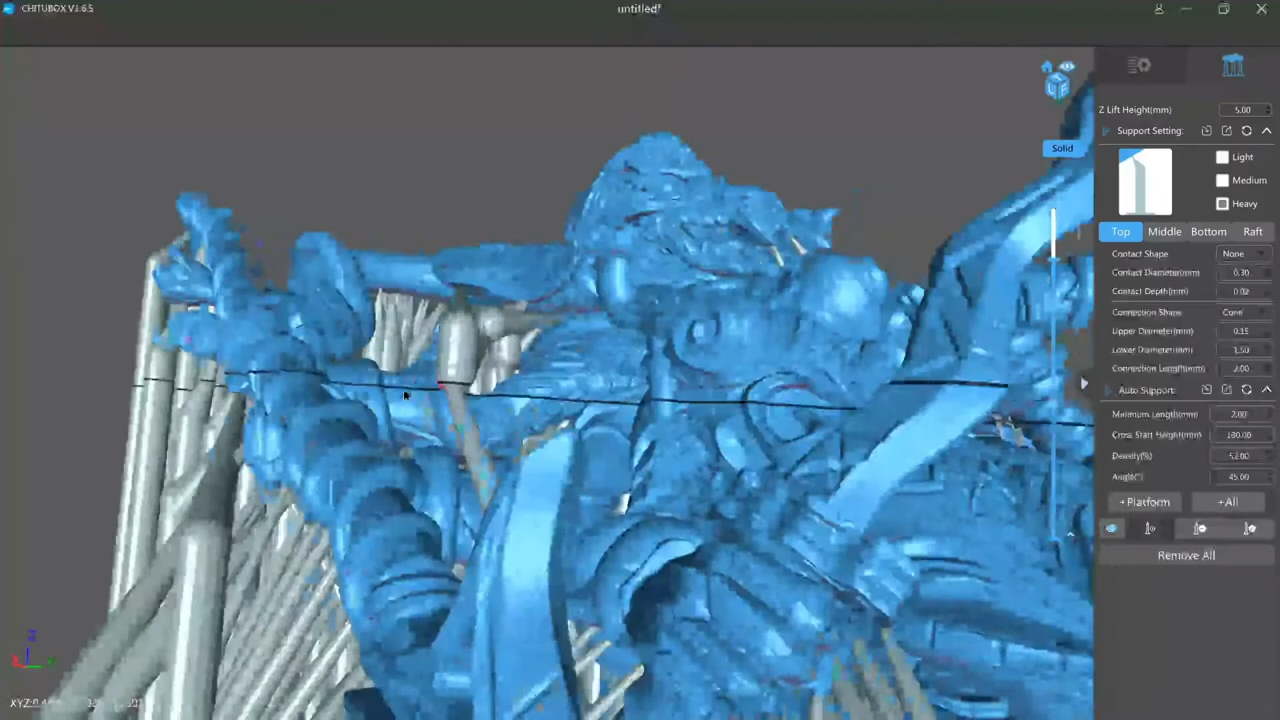 CHITUBOX V1.6.5
untitled*
Z Lift Height(mm) 5.00
Support Setting:
Solid
Light
Medium
Heavy
Top Middle Bottom Raft
Contact Shape None
Contact Diameter(mm) 0.30
Contact Depth(mm) 0.02
Connection Shape: Cone
Upper Diameter(mm) 0.15
Lower Diameter(mm) 1.50
Connection Length(mm) 2.00
Auto Support:
Minimum Length(mm) 2.00
Cross Start Height(mm) 100.00
Density(%) 52.00
Angle(°) 45.00
+Platform +All
Remove All